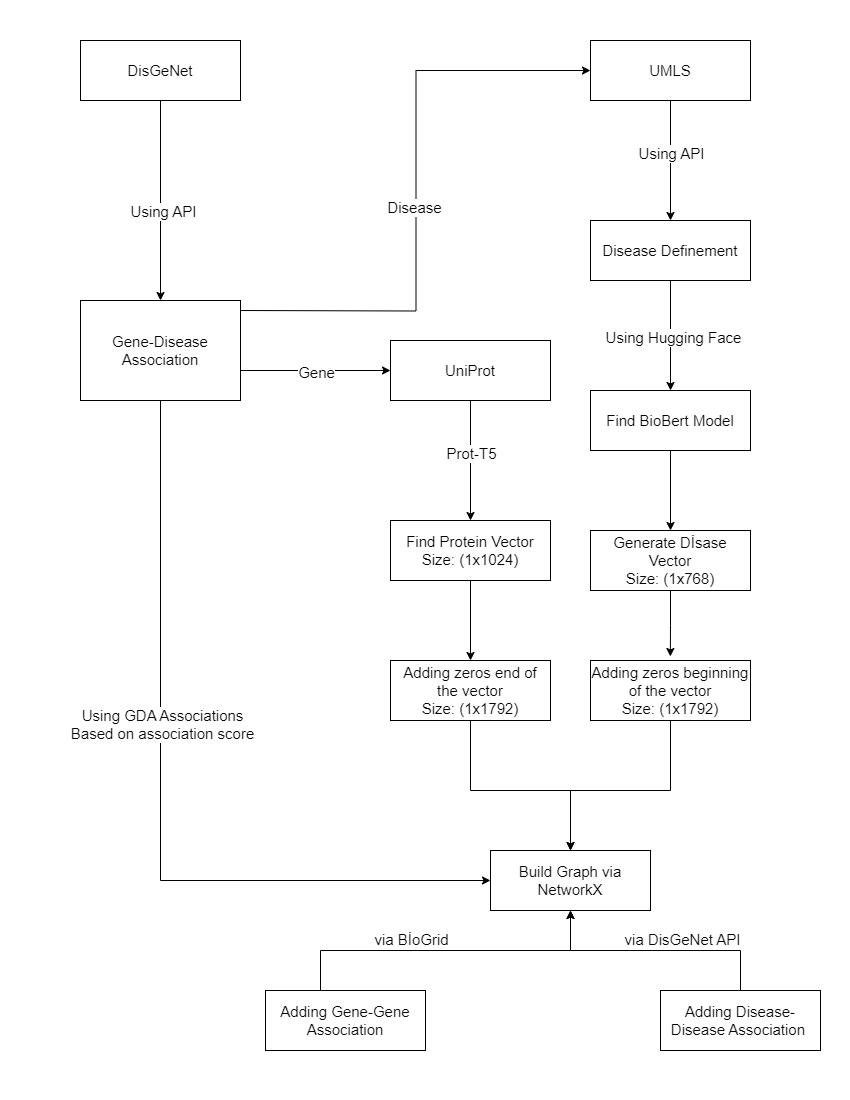 DisGeNet
UMLS
Using API
Using API
Disease
Disease Definement
Gene-Disease
Association
Using Hugging Face
Gene
UniProt
Find BioBert Model
Prot-T5
Find Protein Vector
Size: (1x1024)
Generate Dİsase
Vector
Size: (1x768)
Adding zeros end of
the vector
Size: (1x1792)
Adding zeros beginning
of the vector
Size: (1x1792)
Using GDA Associations
Based on association score
Build Graph via
NetworkX
via BİoGrid
via DisGeNet API
Adding Gene-Gene
Association
Adding Disease-
Disease Association